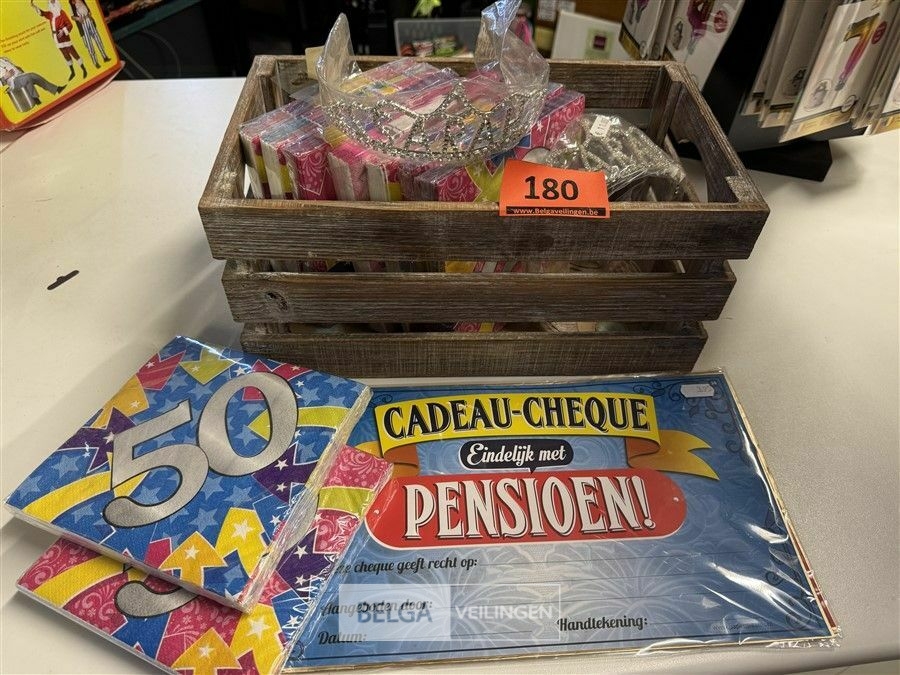 180
www.Belgaveilingen.be
50
CADEAU-CHEQUE
Eindelijk met
PENSIOEN!
cheque geeft recht op:
Aangeboden door:
BELGA VEILINGEN
Datum:
Handtekening: